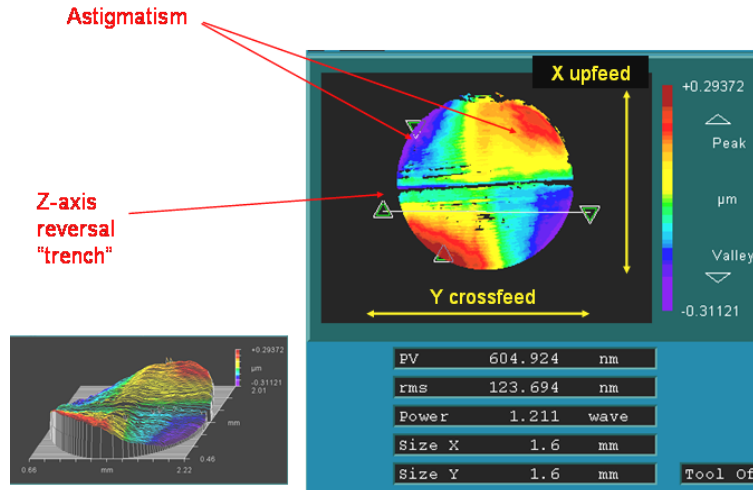 Astigmatism
X upfeed
+0.29372
Peak
µm
Valley
-0.31121
Z-axis
reversal
“trench”
Y crossfeed
+0.29372
µm
-0.31121
2.01
mm
0.46
0.66
mm
2.22
PV 604.924 nm
rms 123.694 nm
Power 1.211 wave
Size X 1.6 mm
Size Y 1.6 mm
Tool Of